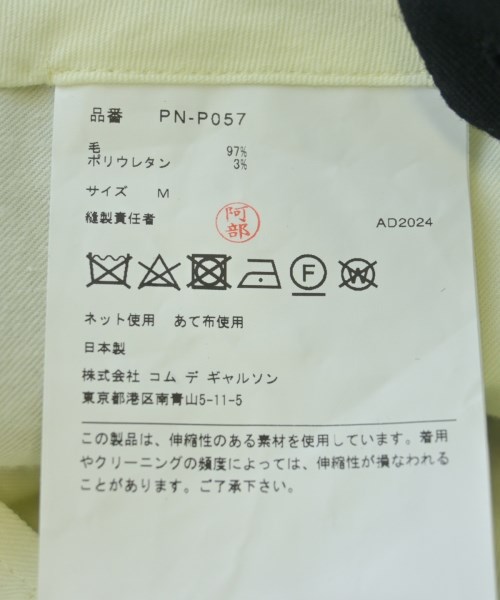 品番 PN-P057
毛 97%
ポリウレタン 3%
サイズ M
縫製責任者 阿部 AD2024
F W
ネット使用 あて布使用
日本製
株式会社 コム デ ギャルソン
東京都港区南青山5-11-5
この製品は、伸縮性のある素材を使用しています。着用
やクリーニングの頻度によっては、伸縮性が損なわれる
ことがあります。ご了承下さい。